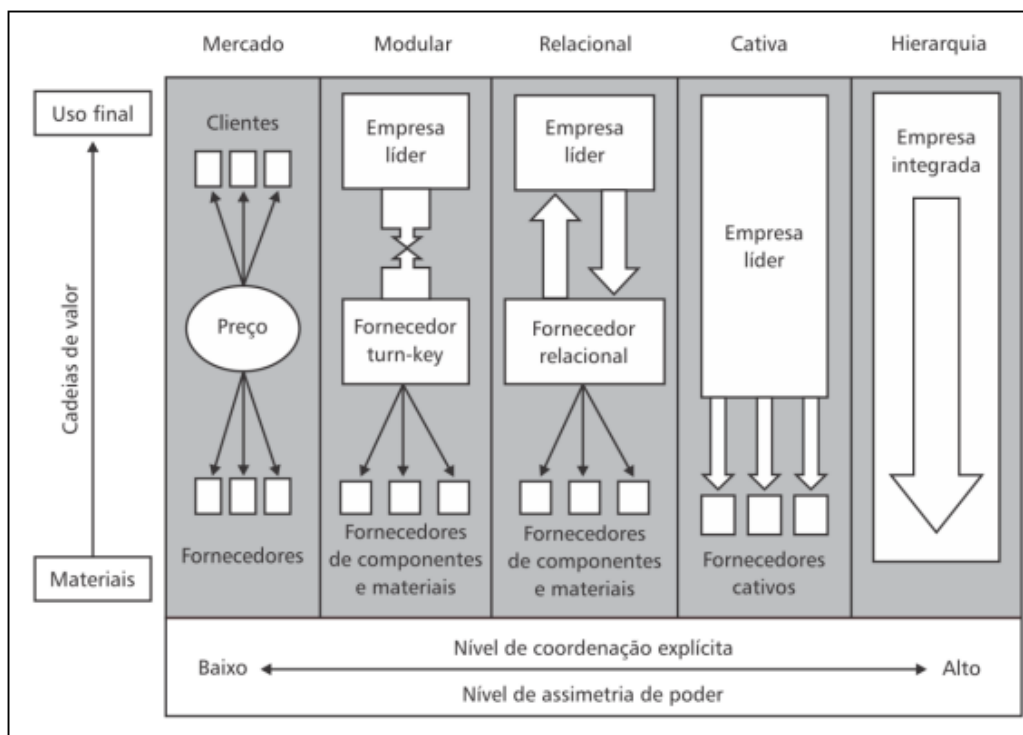 Mercado
Modular
Relacional
Cativa
Hierarquia
Uso final
Cadeias de valor
Materiais
Clientes
Preço
Fornecedores
Empresa
líder
Fornecedor
turn-key
Fornecedores
de componentes
e materiais
Empresa
líder
Fornecedor
relacional
Fornecedores
de componentes
e materiais
Empresa
líder
Fornecedores
cativos
Empresa
integrada
Nível de coordenação explícita
Baixo
Alto
Nível de assimetria de poder